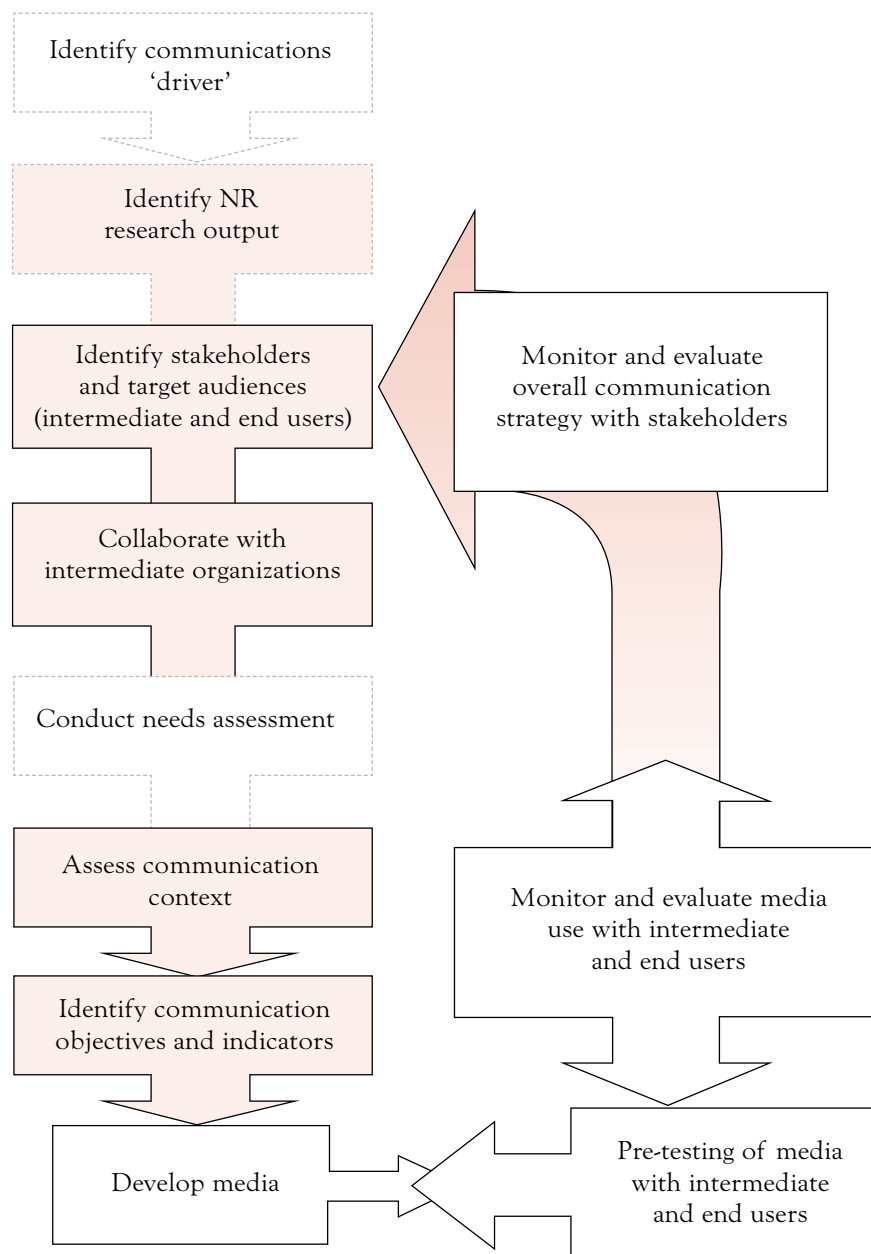 Identify communications
‘driver’
Identify NR
research output
Identify stakeholders
and target audiences
(intermediate and end users)
Collaborate with
intermediate organizations
Conduct needs assessment
Assess communication
context
Identify communication
objectives and indicators
Develop media
Monitor and evaluate
overall communication
strategy with stakeholders
Monitor and evaluate media
use with intermediate
and end users
Pre-testing of media
with intermediate
and end users